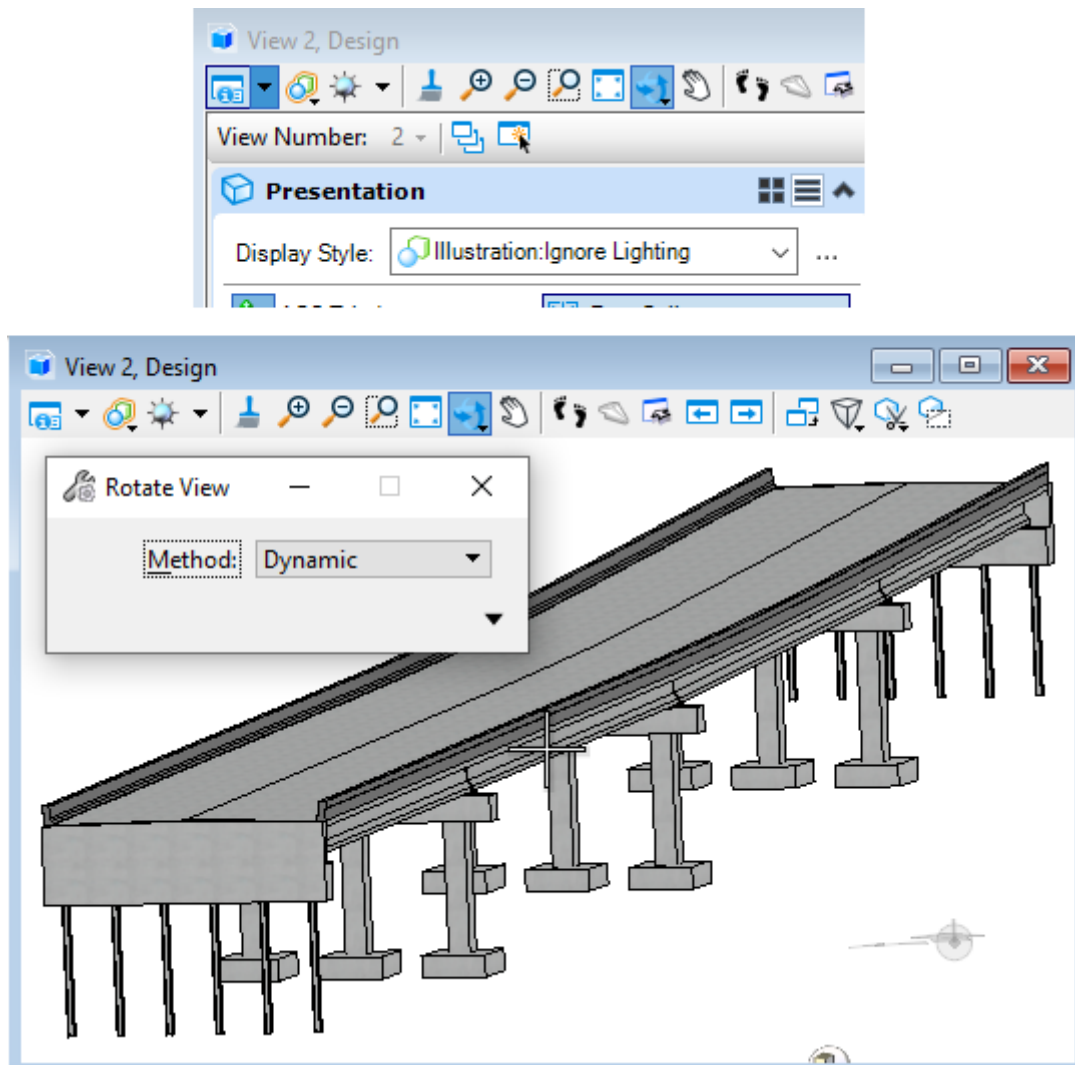 View 2, Design
View Number: 2
Presentation
Display Style: Illustration:Ignore Lighting ...
View 2, Design
Rotate View
Method: Dynamic